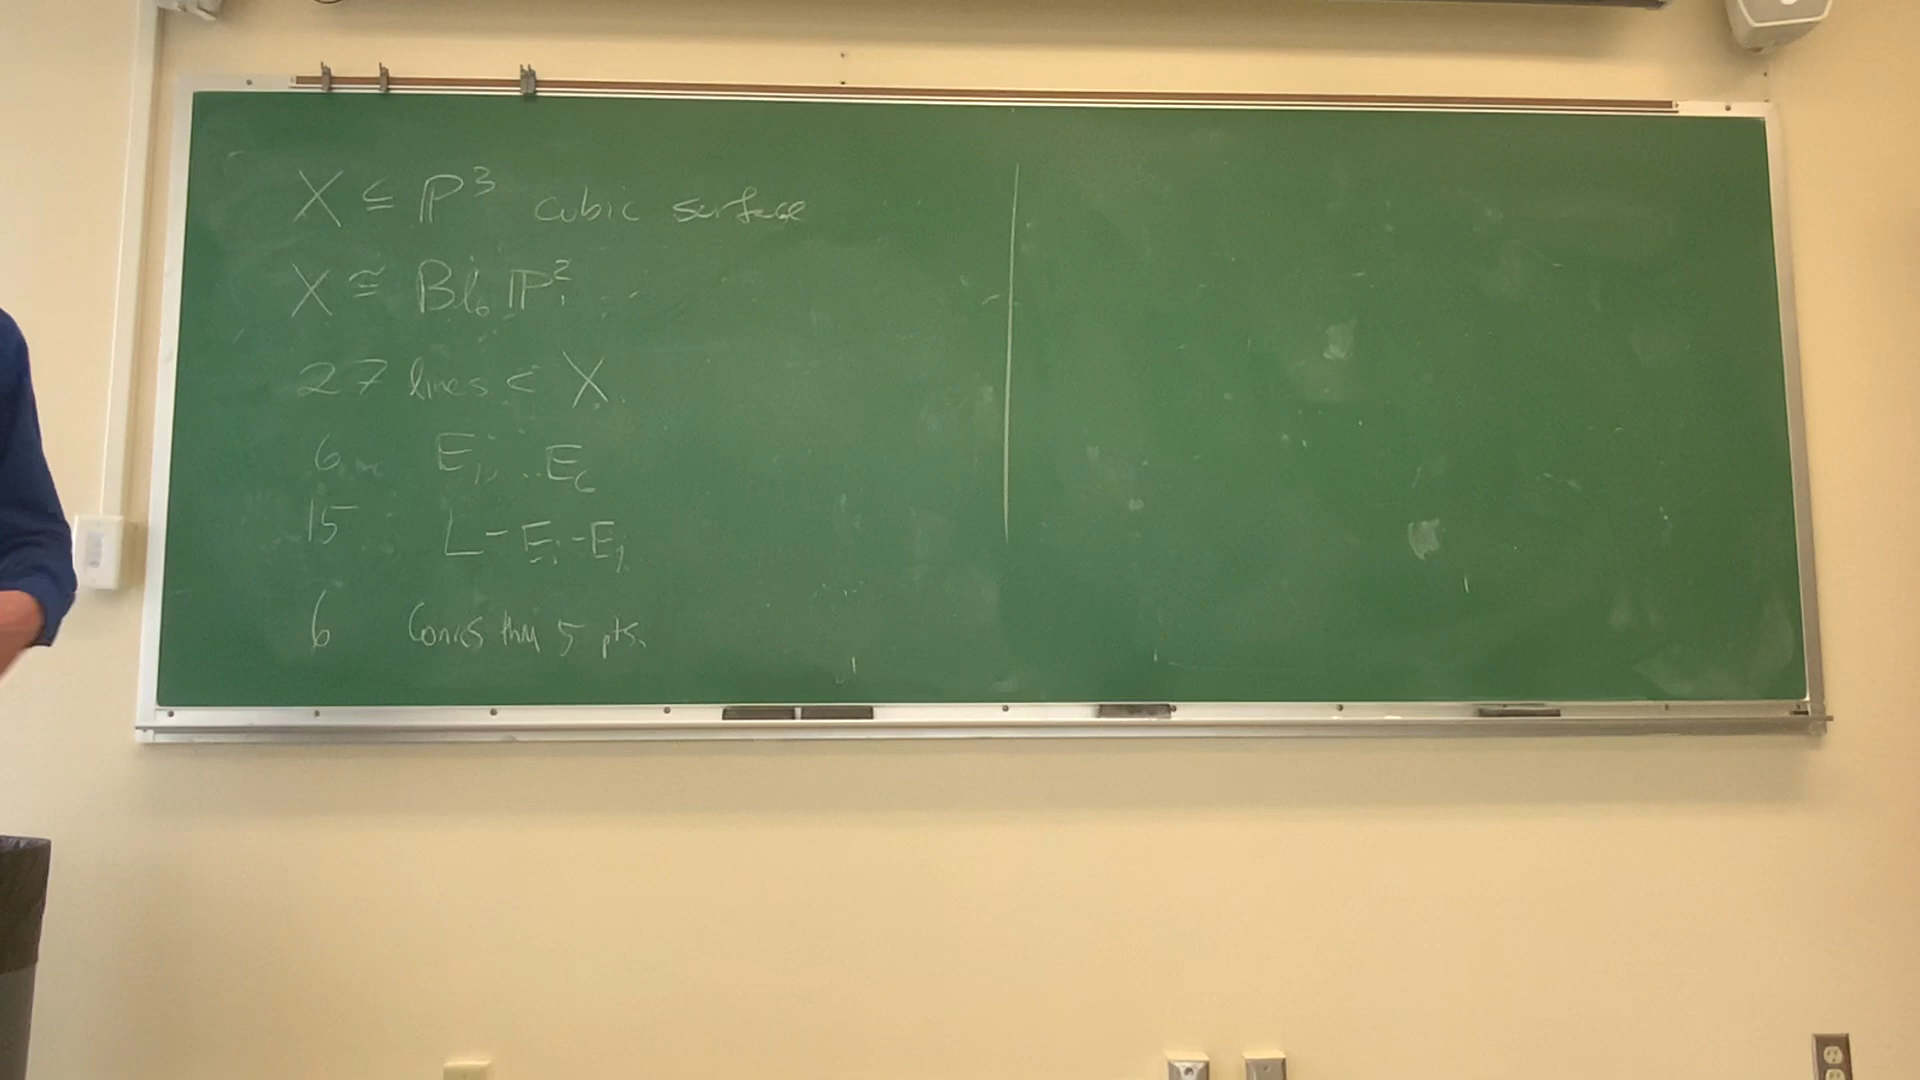 X ⊆ ℙ³ cubic surface
X ≅ Bl₆ ℙ²
27 lines ⊂ X
6 E₁, ... E₆
15 L - Eᵢ - Eⱼ
6 Conics thru 5 pts.